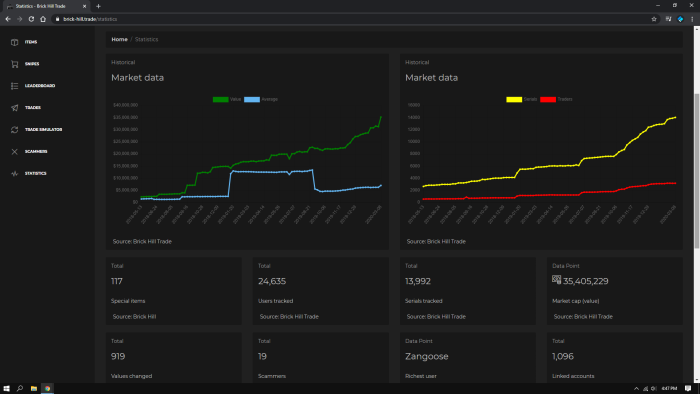 Statistics - Brick Hill Trade
brick-hill.trade/statistics
ITEMS
SNIPES
LEADERBOARD
TRADES
TRADE SIMULATOR
SCAMMERS
STATISTICS
Home / Statistics
Historical
Market data
Value Average
$40,000,000
$35,000,000
$30,000,000
$25,000,000
$20,000,000
$15,000,000
$10,000,000
$5,000,000
$0
Source: Brick Hill Trade
Historical
Market data
Serials Traders
16000
14000
12000
10000
8000
6000
4000
2000
0
Source: Brick Hill Trade
Total
117
Special items
Source: Brick Hill
Total
24,635
Users tracked
Source: Brick Hill Trade
Total
13,992
Serials tracked
Source: Brick Hill Trade
Data Point
35,405,229
Market cap (value)
Source: Brick Hill Trade
Total
919
Values changed
Total
19
Scammers
Data Point
Zangoose
Richest user
Total
1,096
Linked accounts
4:47 PM